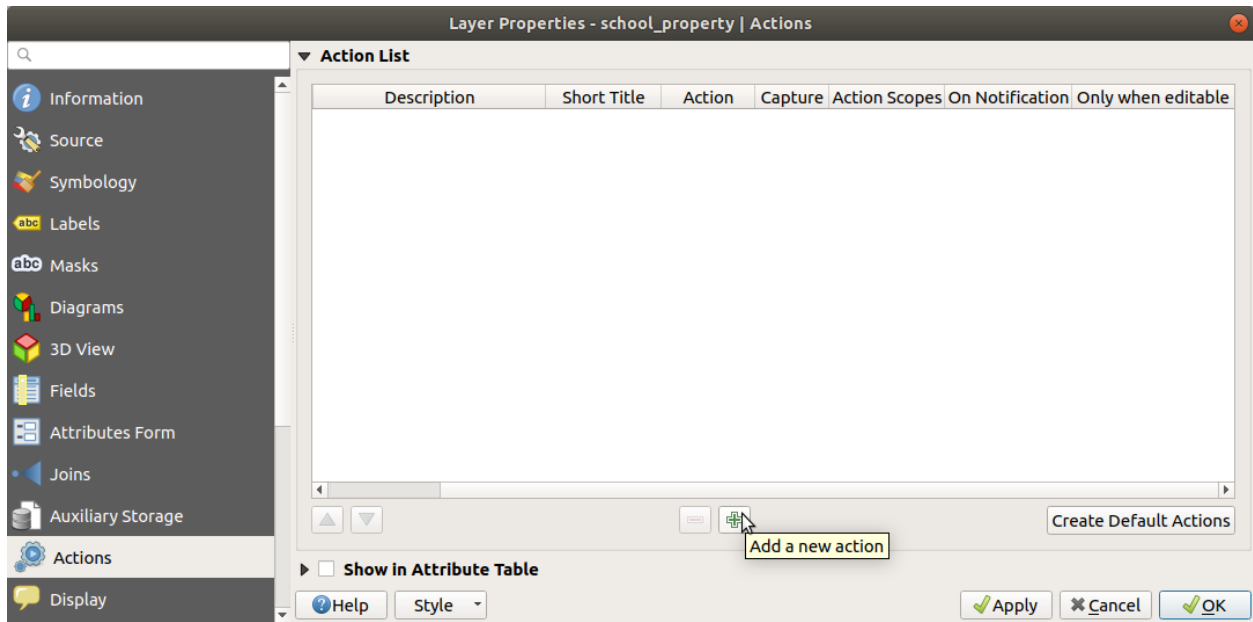 Layer Properties - school_property | Actions
Action List
Description Short Title Action Capture Action Scopes On Notification Only when editable
Information
Source
Symbology
abc Labels
abc Masks
Diagrams
3D View
Fields
Attributes Form
Joins
Auxiliary Storage
Actions
Display
Create Default Actions
Add a new action
Show in Attribute Table
Help Style Apply Cancel OK